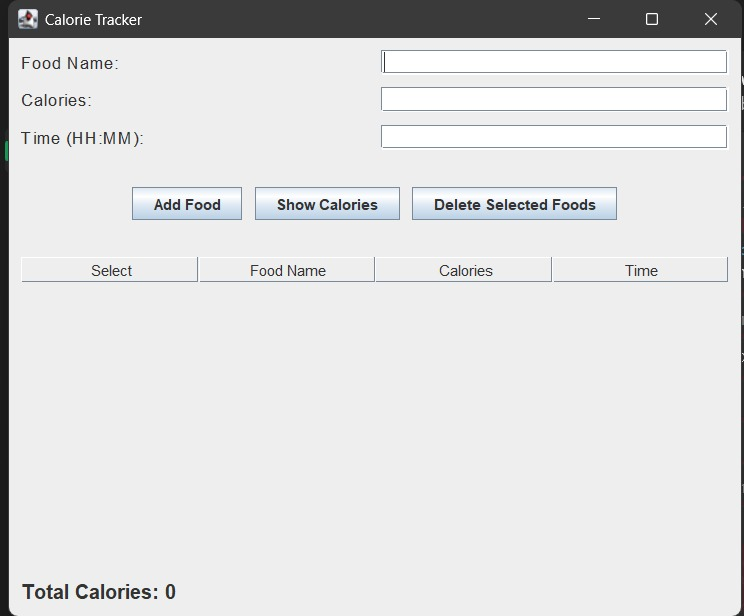 Calorie Tracker
Food Name:
Calories:
Time (HH:MM):
Add Food Show Calories Delete Selected Foods
Select Food Name Calories Time
Total Calories: 0